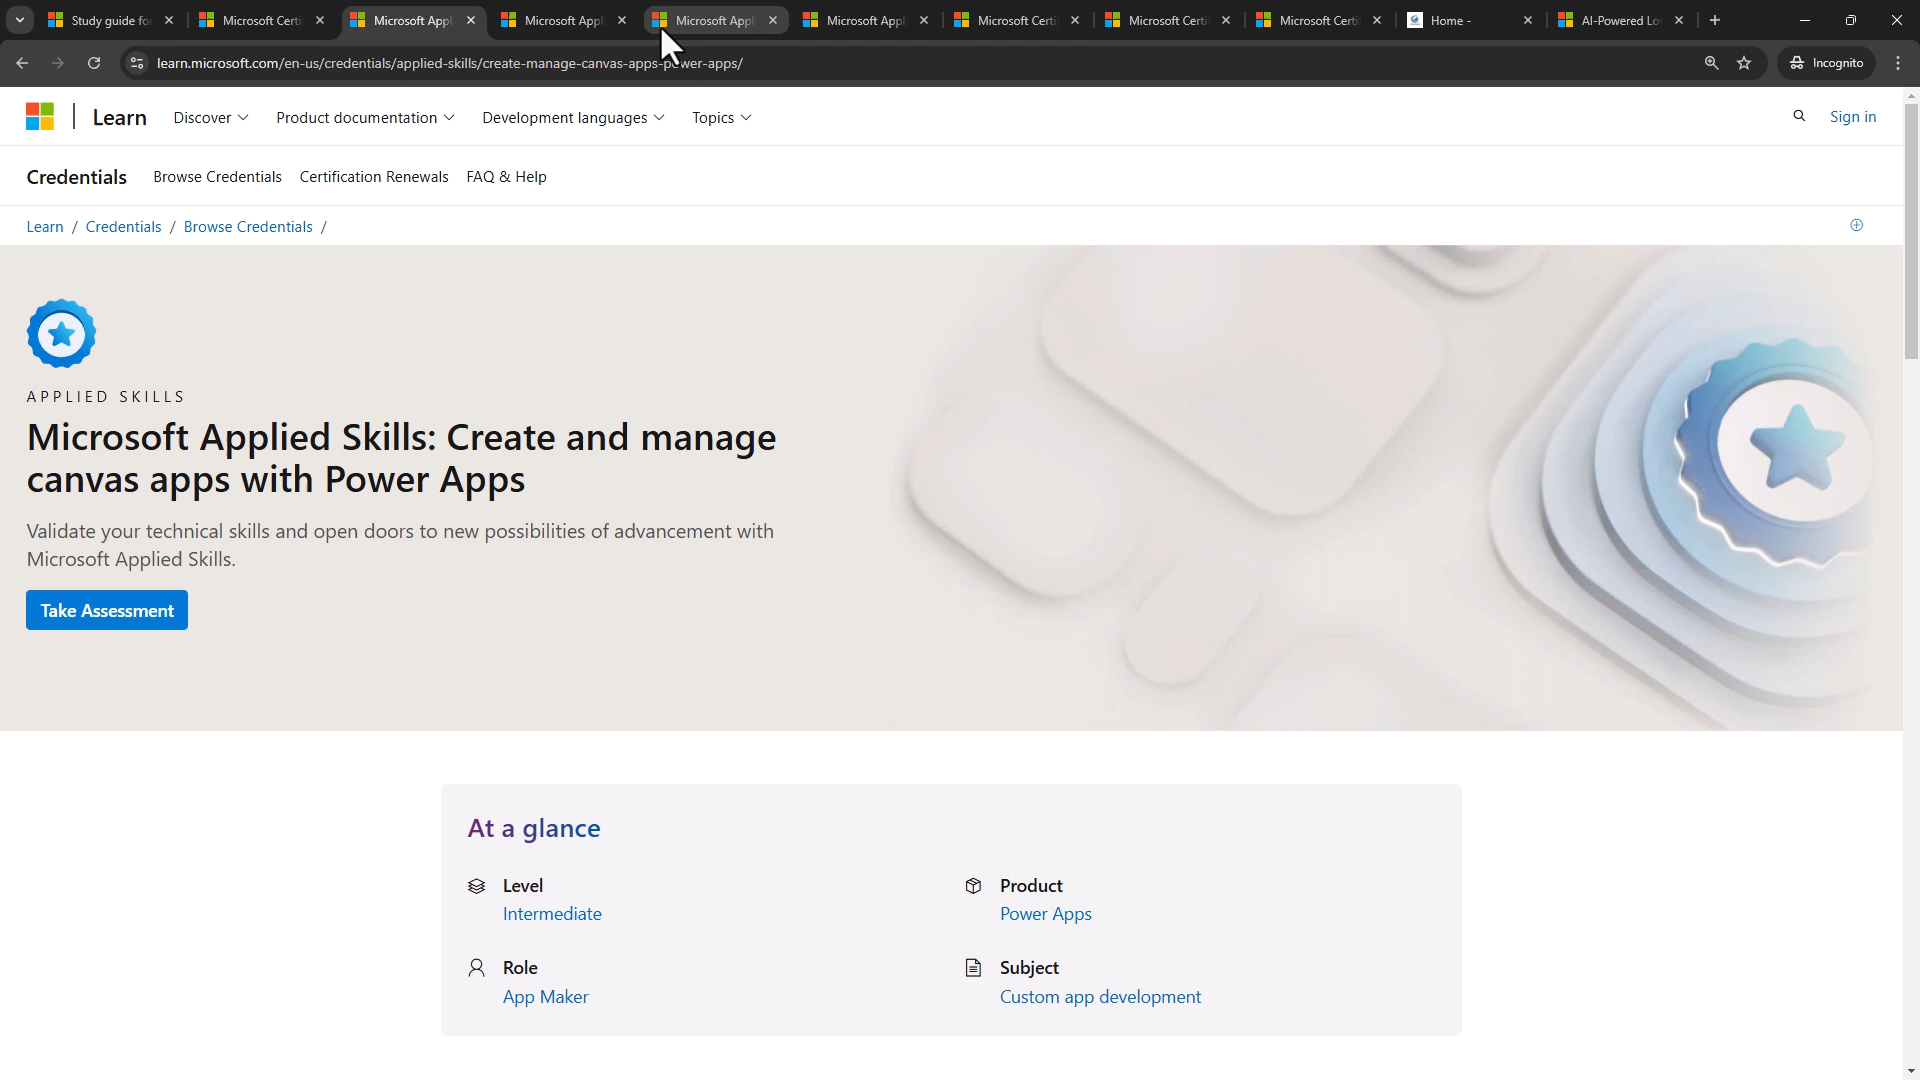 Study guide fo
Microsoft Certi
Microsoft Appl
Microsoft Appl
Microsoft Appl
Microsoft Appl
Microsoft Certi
Microsoft Certi
Microsoft Certi
Home -
AI-Powered Lo
learn.microsoft.com/en-us/credentials/applied-skills/create-manage-canvas-apps-power-apps/
Incognito
Learn
Discover
Product documentation
Development languages
Topics
Sign in
Credentials
Browse Credentials
Certification Renewals
FAQ & Help
Learn / Credentials / Browse Credentials /
APPLIED SKILLS
Microsoft Applied Skills: Create and manage
canvas apps with Power Apps
Validate your technical skills and open doors to new possibilities of advancement with
Microsoft Applied Skills.
Take Assessment
At a glance
Level
Intermediate
Product
Power Apps
Role
App Maker
Subject
Custom app development